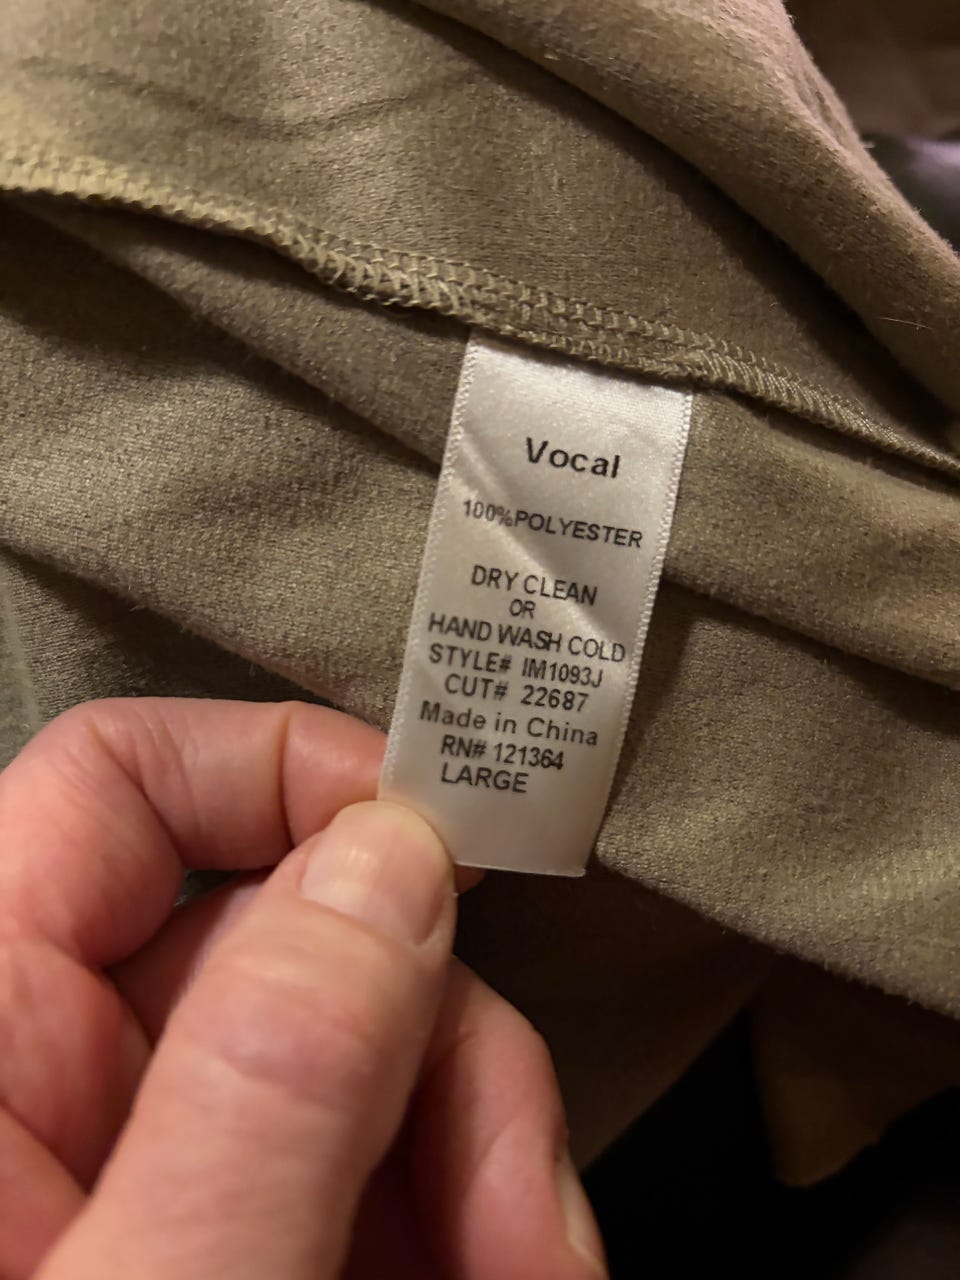 Vocal
100%POLYESTER
DRY CLEAN
OR
HAND WASH COLD
STYLE# IM1093J
CUT# 22687
Made in China
RN# 121364
LARGE